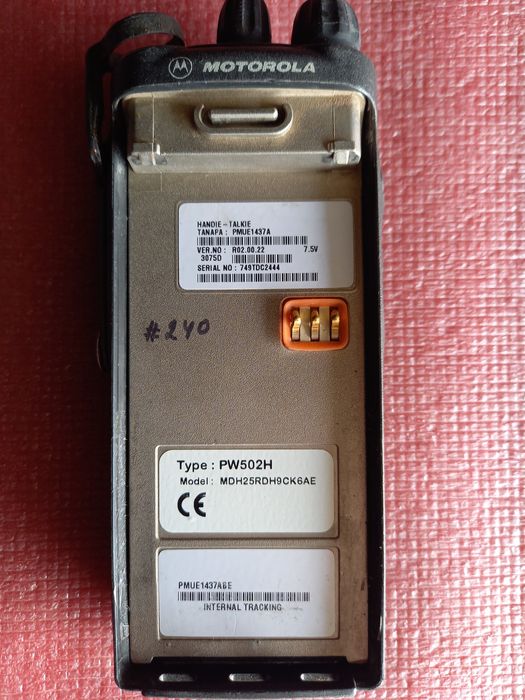 MOTOROLA
HANDIE-TALKIE
TANAPA: PMUE1437A
VER.NO: R02.00.22 7.5V
307SD
SERIAL NO: 749TDC2444
#240
Type: PW502H
Model: MDH25RDH9CK6AE
CE
PMUE1437ABE
INTERNAL TRACKING